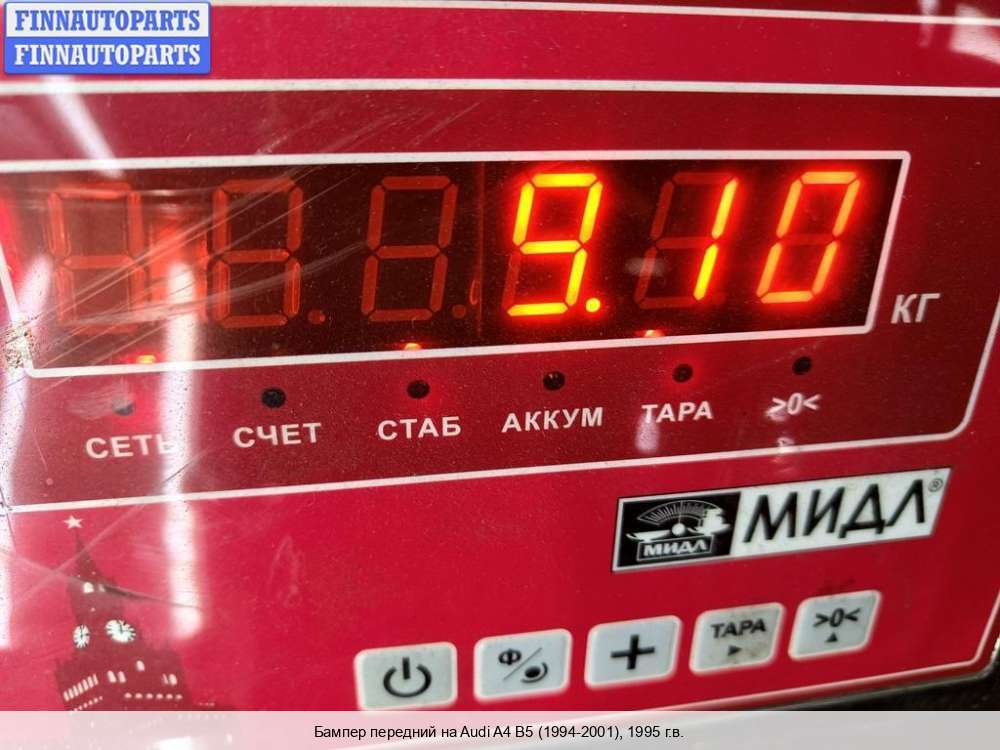 FINNAUTOPARTS
FINNAUTOPARTS
9.10
КГ
СЕТЬ СЧЕТ СТАБ АККУМ ТАРА >0<
МИДЛ МИДЛ®
Ф ТАРА >0<
Бампер передний на Audi A4 B5 (1994-2001), 1995 г.в.